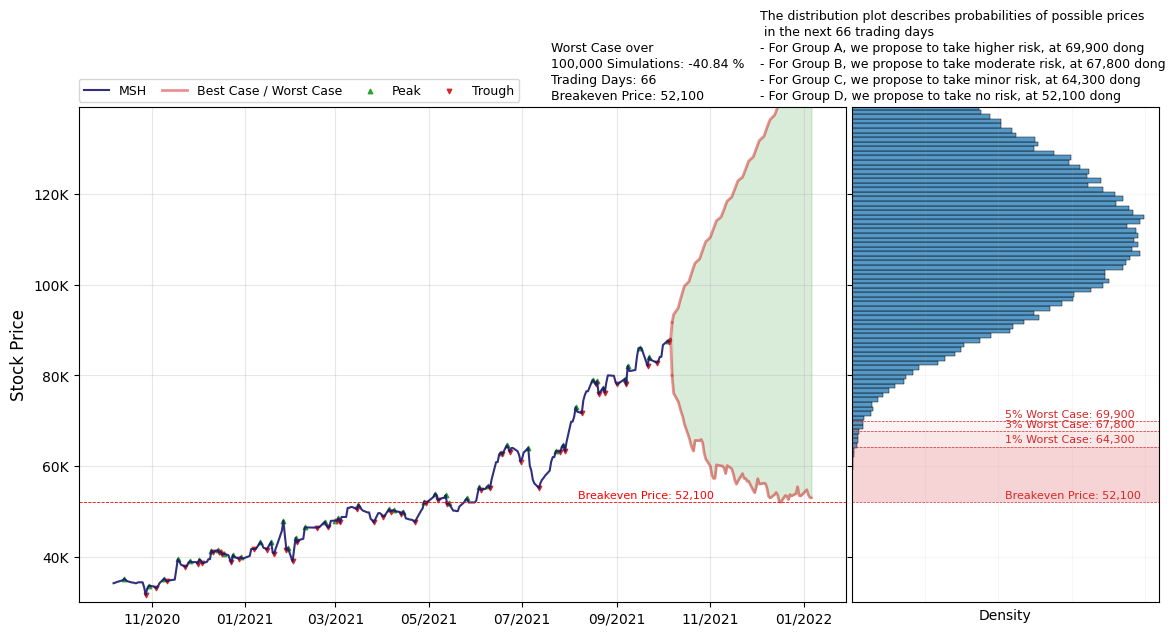 The distribution plot describes probabilities of possible prices
in the next 66 trading days
- For Group A, we propose to take higher risk, at 69,900 dong
- For Group B, we propose to take moderate risk, at 67,800 dong
- For Group C, we propose to take minor risk, at 64,300 dong
- For Group D, we propose to take no risk, at 52,100 dong
Worst Case over
100,000 Simulations: -40.84 %
Trading Days: 66
Breakeven Price: 52,100
MSH
Best Case / Worst Case
Peak
Trough
Stock Price
120K
100K
80K
60K
40K
Breakeven Price: 52,100
5% Worst Case: 69,900
3% Worst Case: 67,800
1% Worst Case: 64,300
Breakeven Price: 52,100
11/2020
01/2021
03/2021
05/2021
07/2021
09/2021
11/2021
01/2022
Density